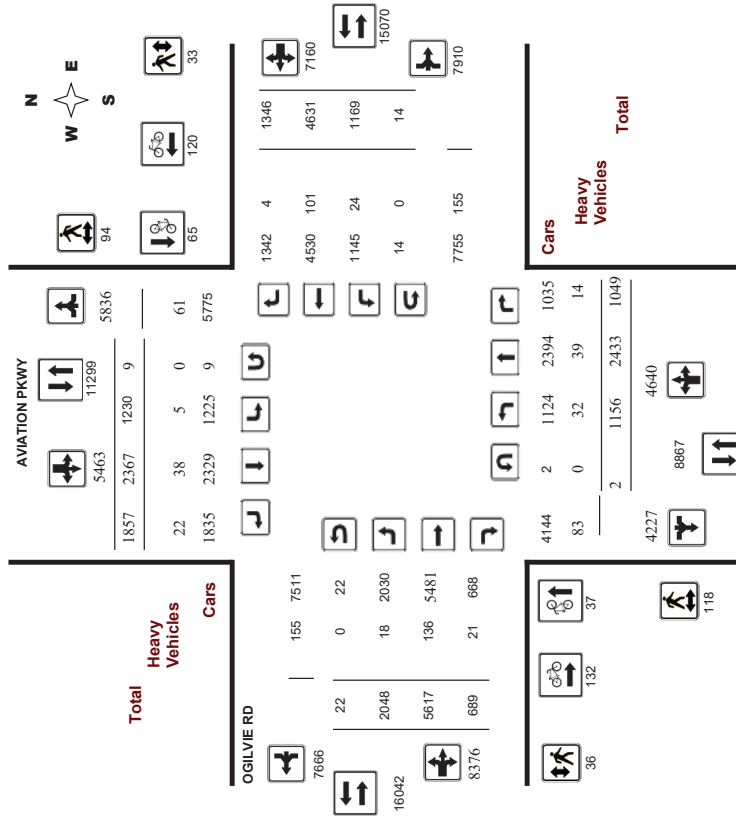 N
W E
S
AVIATION PKWY
94
33
65
120
5463
11299
5836
1857 2367 1230 9
22 38 5 0 61
1835 2329 1225 9 5775
Total
Heavy
Vehicles
Cars
OGILVIE RD
7666
155 7511
22 0 22
2048 18 2030
5617 136 5481
689 21 668
16042
8376
1342 4 1346
4530 101 4631
1145 24 1169
14 0 14
7755 155
7160
15070
7910
4144 2 1124 2394 1035 Cars
83 0 32 39 14 Heavy
Vehicles
2 1156 2433 1049 Total
4227
8867
4640
36
132
37
118